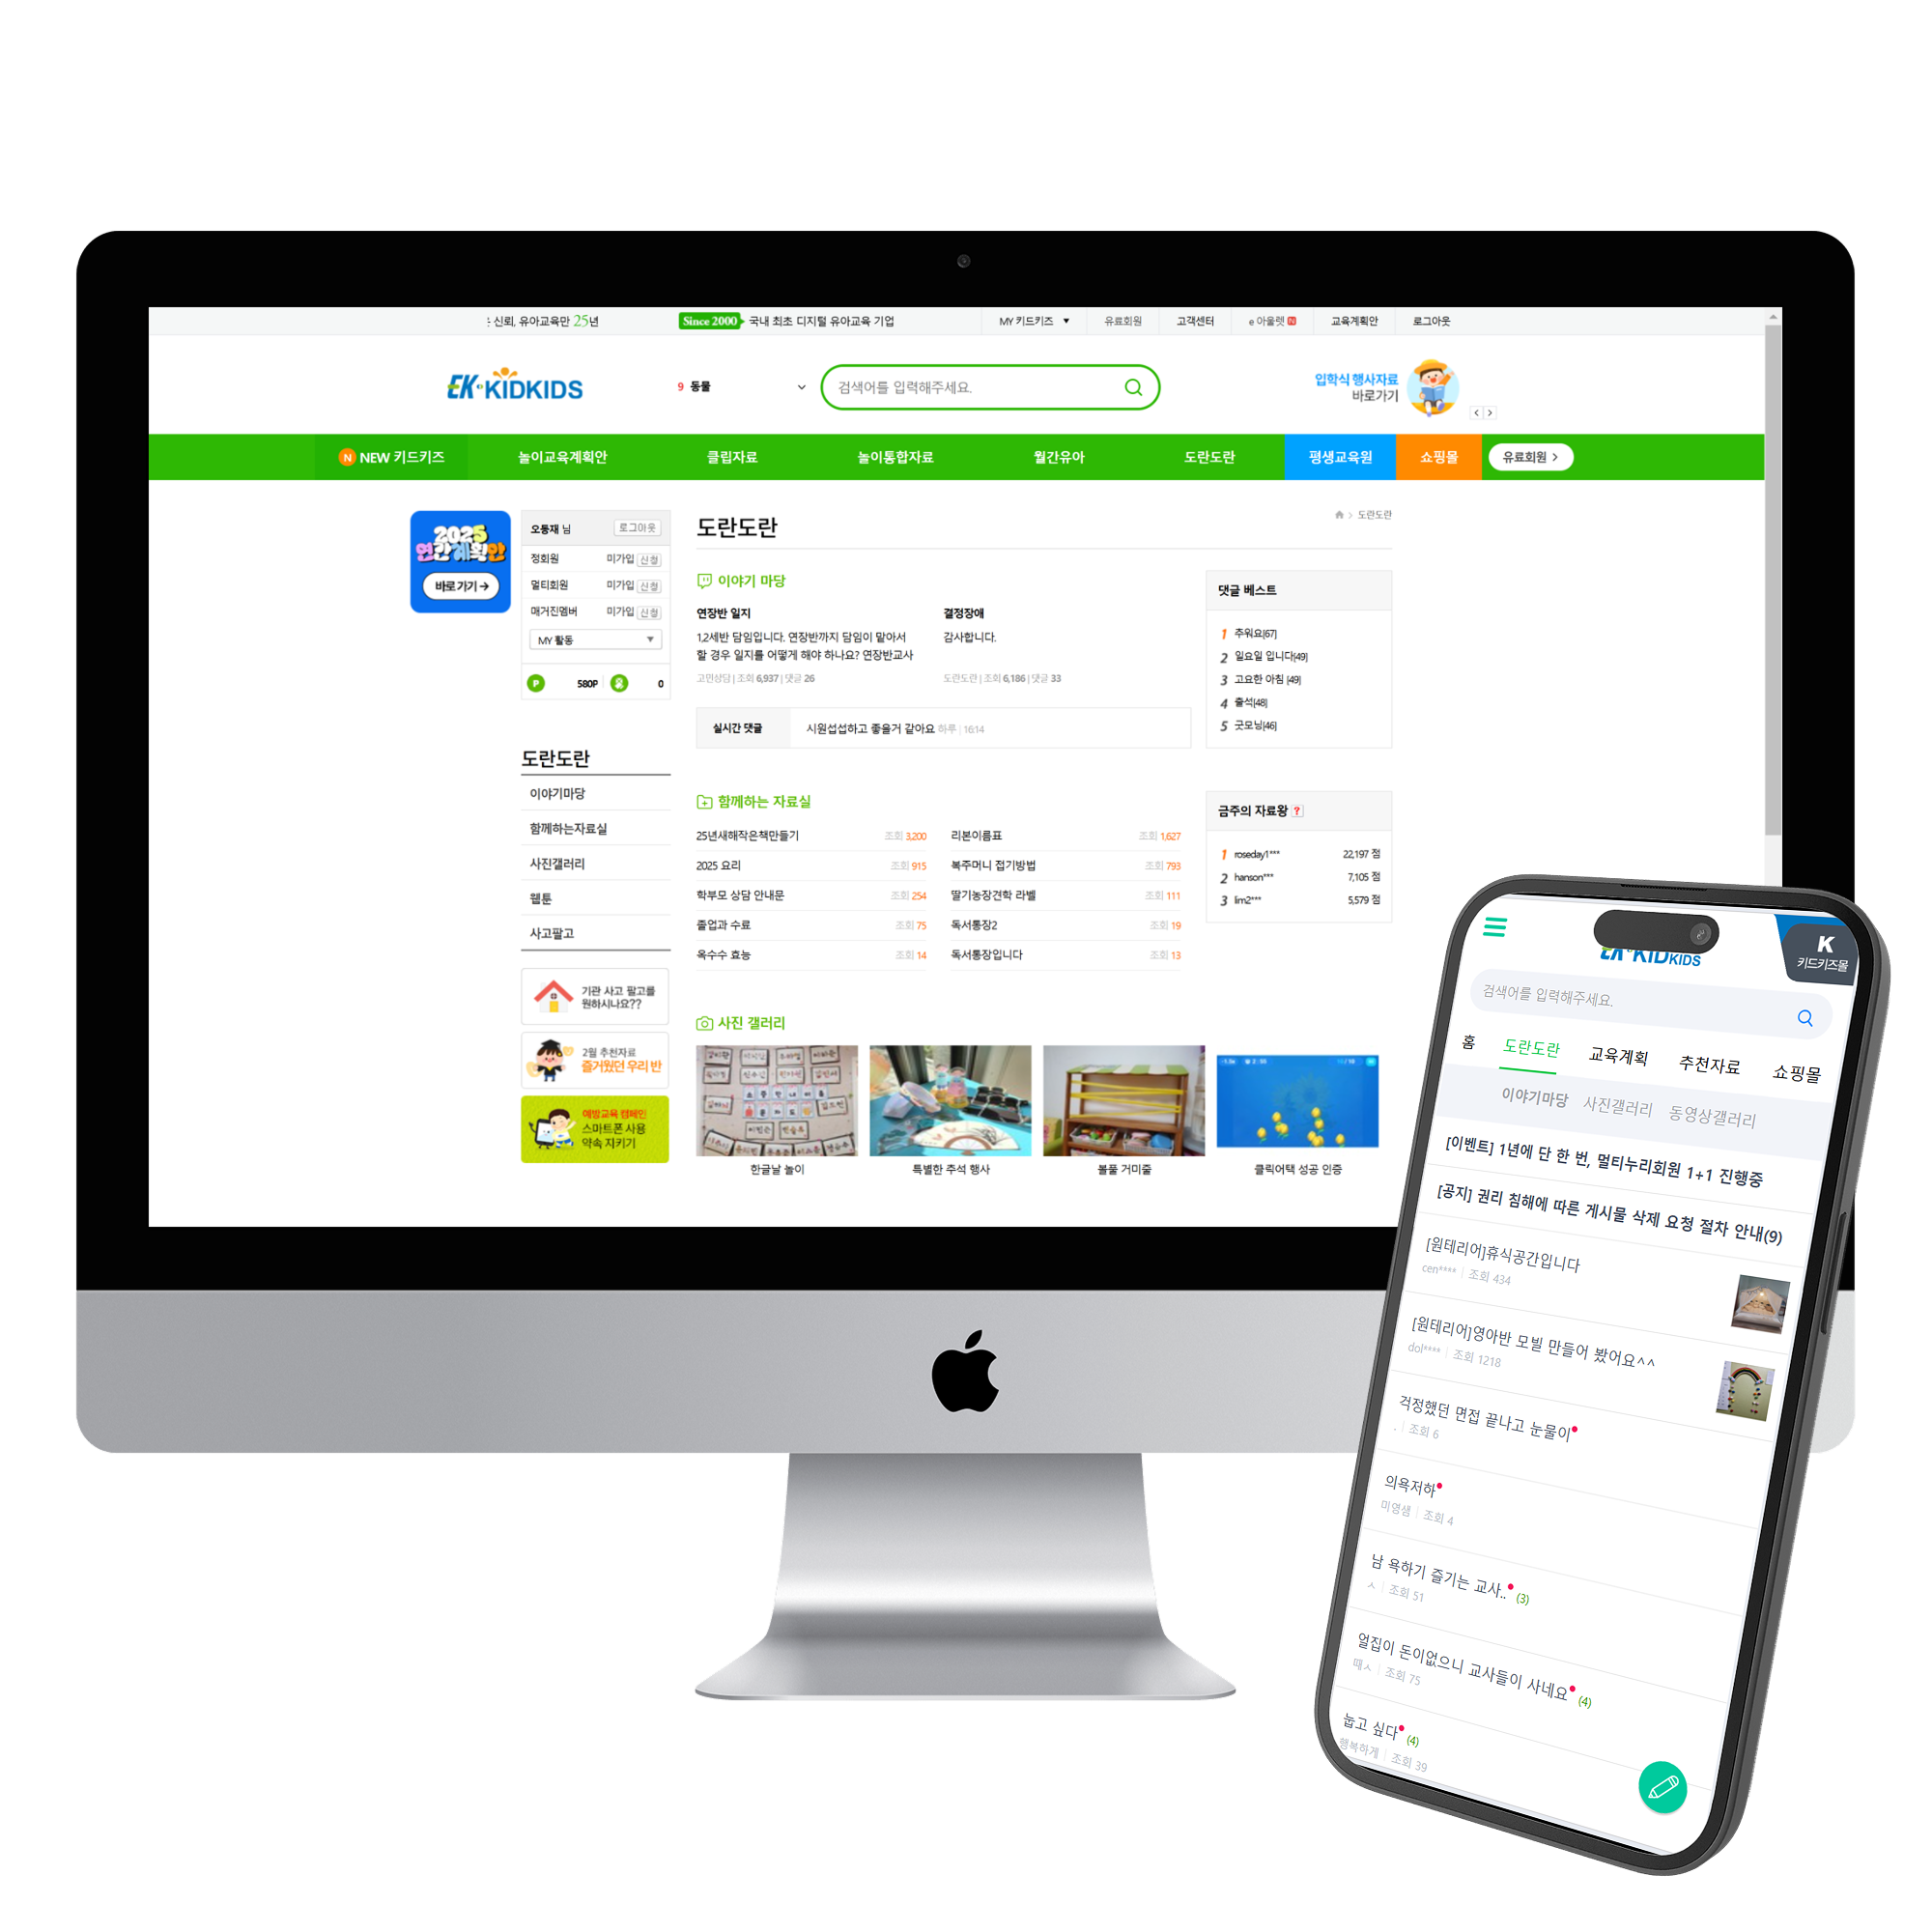 신뢰, 유아교육만 25년
Since 2000 국내 최초 디지털 유아교육 기업
MY 키드키즈 ▼
유료회원
고객센터
e 아울렛 N
교육계획안
로그아웃
EK·KIDKIDS
9 동물
검색어를 입력해주세요.
입학식 행사자료
바로가기
N NEW 키드키즈
놀이교육계획안
클립자료
놀이통합자료
월간유아
도란도란
평생교육원
쇼핑몰
유료회원 >
2025
연간계획안
바로가기→
오통재 님 로그아웃
정회원 미가입 신청
멀티회원 미가입 신청
매거진멤버 미가입 신청
MY 활동 ▼
P 580P 0
도란도란
이야기마당
함께하는자료실
사진갤러리
웹툰
사고팔고
기관 사고 팔고를
원하시나요??
2월 추천자료
즐거웠던 우리 반
예방교육 캠페인
스마트폰 사용
약속 지키기
도란도란
> 도란도란
이야기 마당
연장반 일지
1,2세반 담임입니다. 연장반까지 담임이 맡아서
할 경우 일지를 어떻게 해야 하나요? 연장반교사
고민상담 | 조회 6,937 | 댓글 26
결정장애
감사합니다.
도란도란 | 조회 6,186 | 댓글 33
실시간 댓글 시원섭섭하고 좋을거 같아요 하루 | 16:14
댓글 베스트
1 추워요[67]
2 일요일 입니다[49]
3 고요한 아침 [49]
4 출석[48]
5 굿모닝[46]
함께하는 자료실
25년새해작은책만들기 조회 3,200
2025 요리 조회 915
학부모 상담 안내문 조회 254
졸업과 수료 조회 75
옥수수 효능 조회 14
리본이름표 조회 1,627
복주머니 접기방법 조회 793
딸기농장견학 라벨 조회 111
독서통장2 조회 19
독서통장입니다 조회 13
금주의 자료왕 ?
1 roseday1*** 22,197 점
2 hanson*** 7,105 점
3 lim2*** 5,579 점
사진 갤러리
한글날 놀이
특별한 추석 행사
볼풀 거미줄
클릭어택 성공 인증
EK·KIDKIDS
K
키드키즈몰
검색어를 입력해주세요.
홈 도란도란 교육계획 추천자료 쇼핑몰
이야기마당 사진갤러리 동영상갤러리
[이벤트] 1년에 단 한 번, 멀티누리회원 1+1 진행중
[공지] 권리 침해에 따른 게시물 삭제 요청 절차 안내(9)
[원테리어]휴식공간입니다
cen**** | 조회 434
[원테리어]영아반 모빌 만들어 봤어요^^
dol**** | 조회 1218
걱정했던 면접 끝나고 눈물이
. | 조회 6
의욕저하
미영샘 | 조회 4
남 욕하기 즐기는 교사.. (3)
ㅅ | 조회 51
얼집이 돈이없으니 교사들이 사네요 (4)
때ㅅ | 조회 75
눕고 싶다 (4)
행복하게 | 조회 39